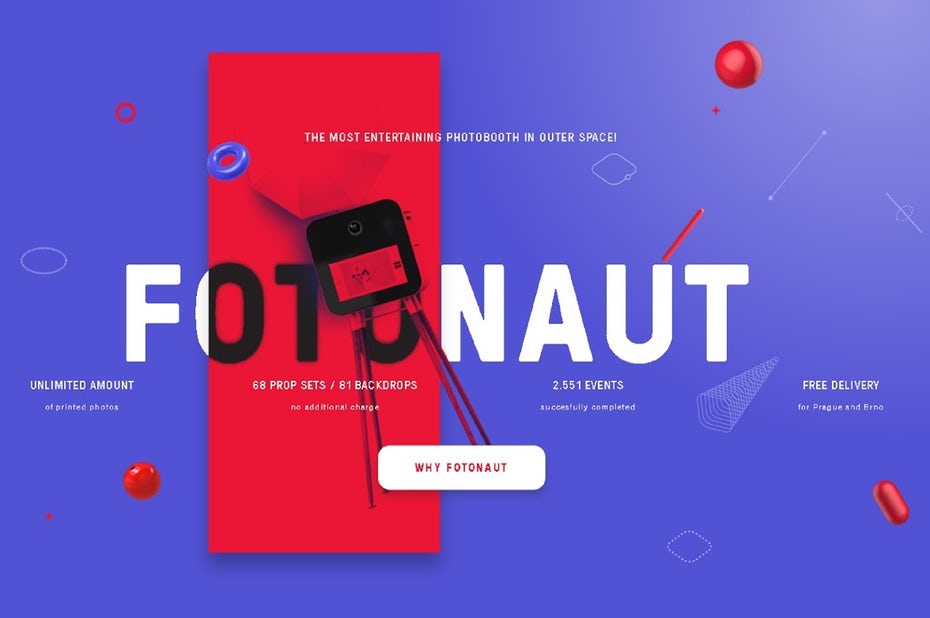 THE MOST ENTERTAINING PHOTOBOOTH IN OUTER SPACE!
FOTONAUT
UNLIMITED AMOUNT
of printed photos
68 PROP SETS / 81 BACKDROPS
no additional charge
2.551 EVENTS
succesfully completed
FREE DELIVERY
for Prague and Brno
WHY FOTONAUT